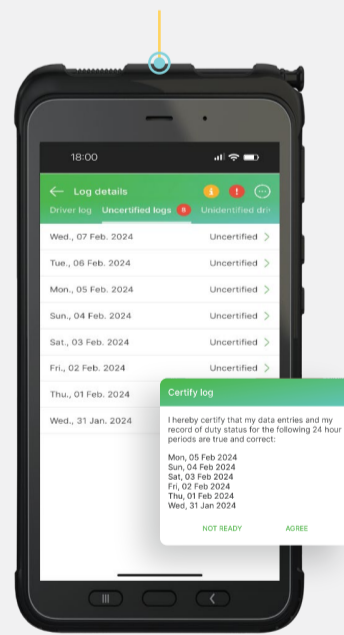 18:00
Log details
Driver log Uncertified logs 8 Unidentified
Wed., 07 Feb. 2024 Uncertified
Tue., 06 Feb. 2024 Uncertified
Mon., 05 Feb. 2024 Uncertified
Sun., 04 Feb. 2024 Uncertified
Sat., 03 Feb. 2024 Uncertified
Fri., 02 Feb. 2024 Uncertified
Thu., 01 Feb. 2024
Wed., 31 Jan. 2024
Certify log
I hereby certify that my data entries and my
record of duty status for the following 24 hour
periods are true and correct:
Mon, 05 Feb 2024
Sun, 04 Feb 2024
Sat, 03 Feb 2024
Fri, 02 Feb 2024
Thu, 01 Feb 2024
Wed, 31 Jan 2024
NOT READY AGREE